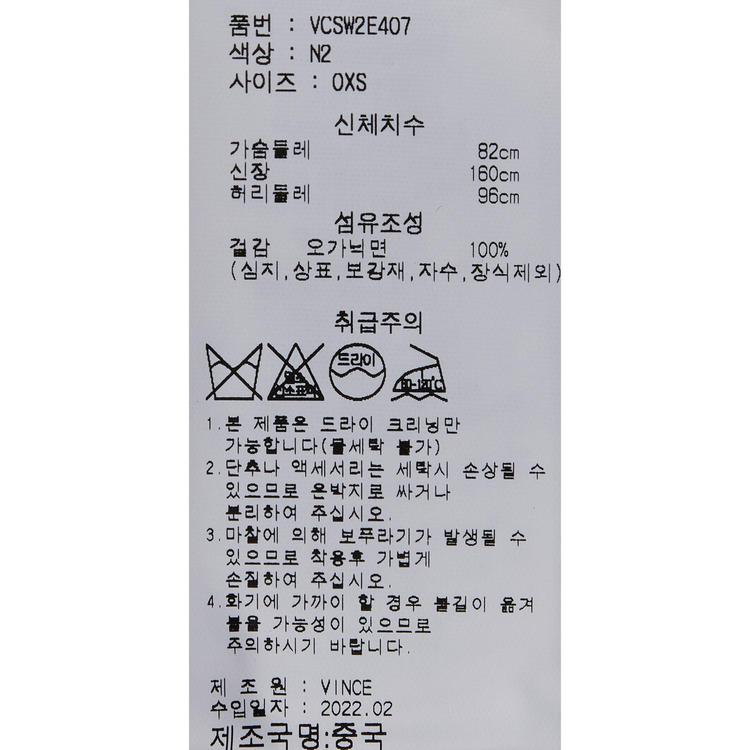 품번 : VCSW2E407
색상 : N2
사이즈 : 0XS
신체치수
가슴둘레 82cm
신장 160cm
허리둘레 96cm
섬유조성
겉감 오가닉면 100%
(심지,상표,보강재,자수,장식제외)
취급주의
드라이
염소 산소표백
80-120℃
1.본 제품은 드라이 크리닝만
가능합니다(물세탁 불가)
2.단추나 액세서리는 세탁시 손상될 수
있으므로 은박지로 싸거나
분리하여 주십시오.
3.마찰에 의해 보푸라기가 발생될 수
있으므로 착용후 가볍게
손질하여 주십시오.
4.화기에 가까이 할 경우 불길이 옮겨
붙을 가능성이 있으므로
주의하시기 바랍니다.
제 조 원 : VINCE
수입일자 : 2022.02
제조국명:중국